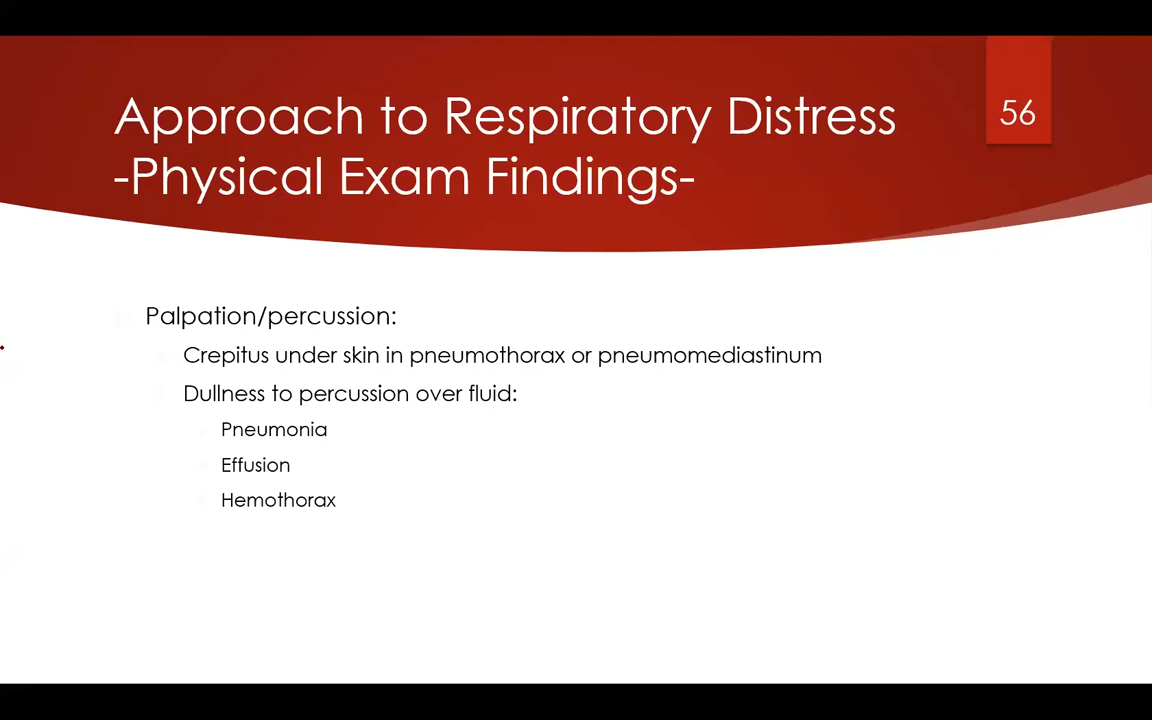 Approach to Respiratory Distress
-Physical Exam Findings-
56
Palpation/percussion:
Crepitus under skin in pneumothorax or pneumomediastinum
Dullness to percussion over fluid:
Pneumonia
Effusion
Hemothorax